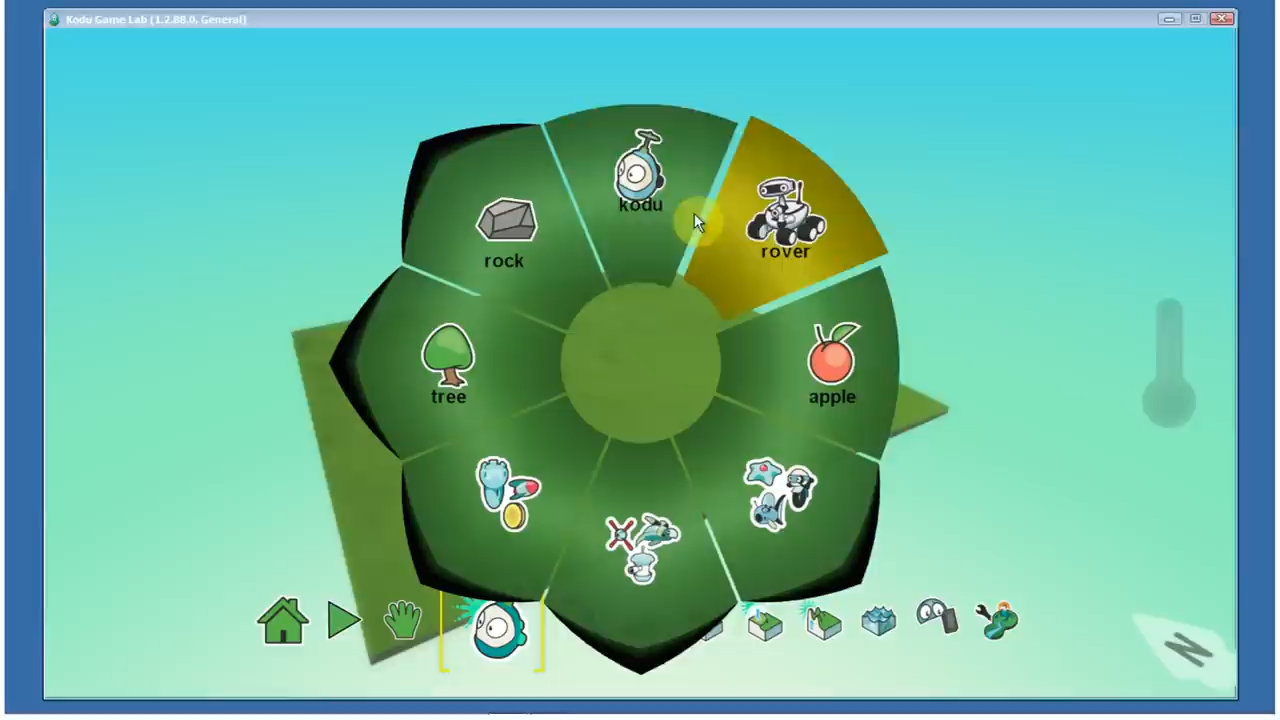 Kodu Game Lab (1.2.88.0, General)
kodu
rover
rock
tree
apple
N